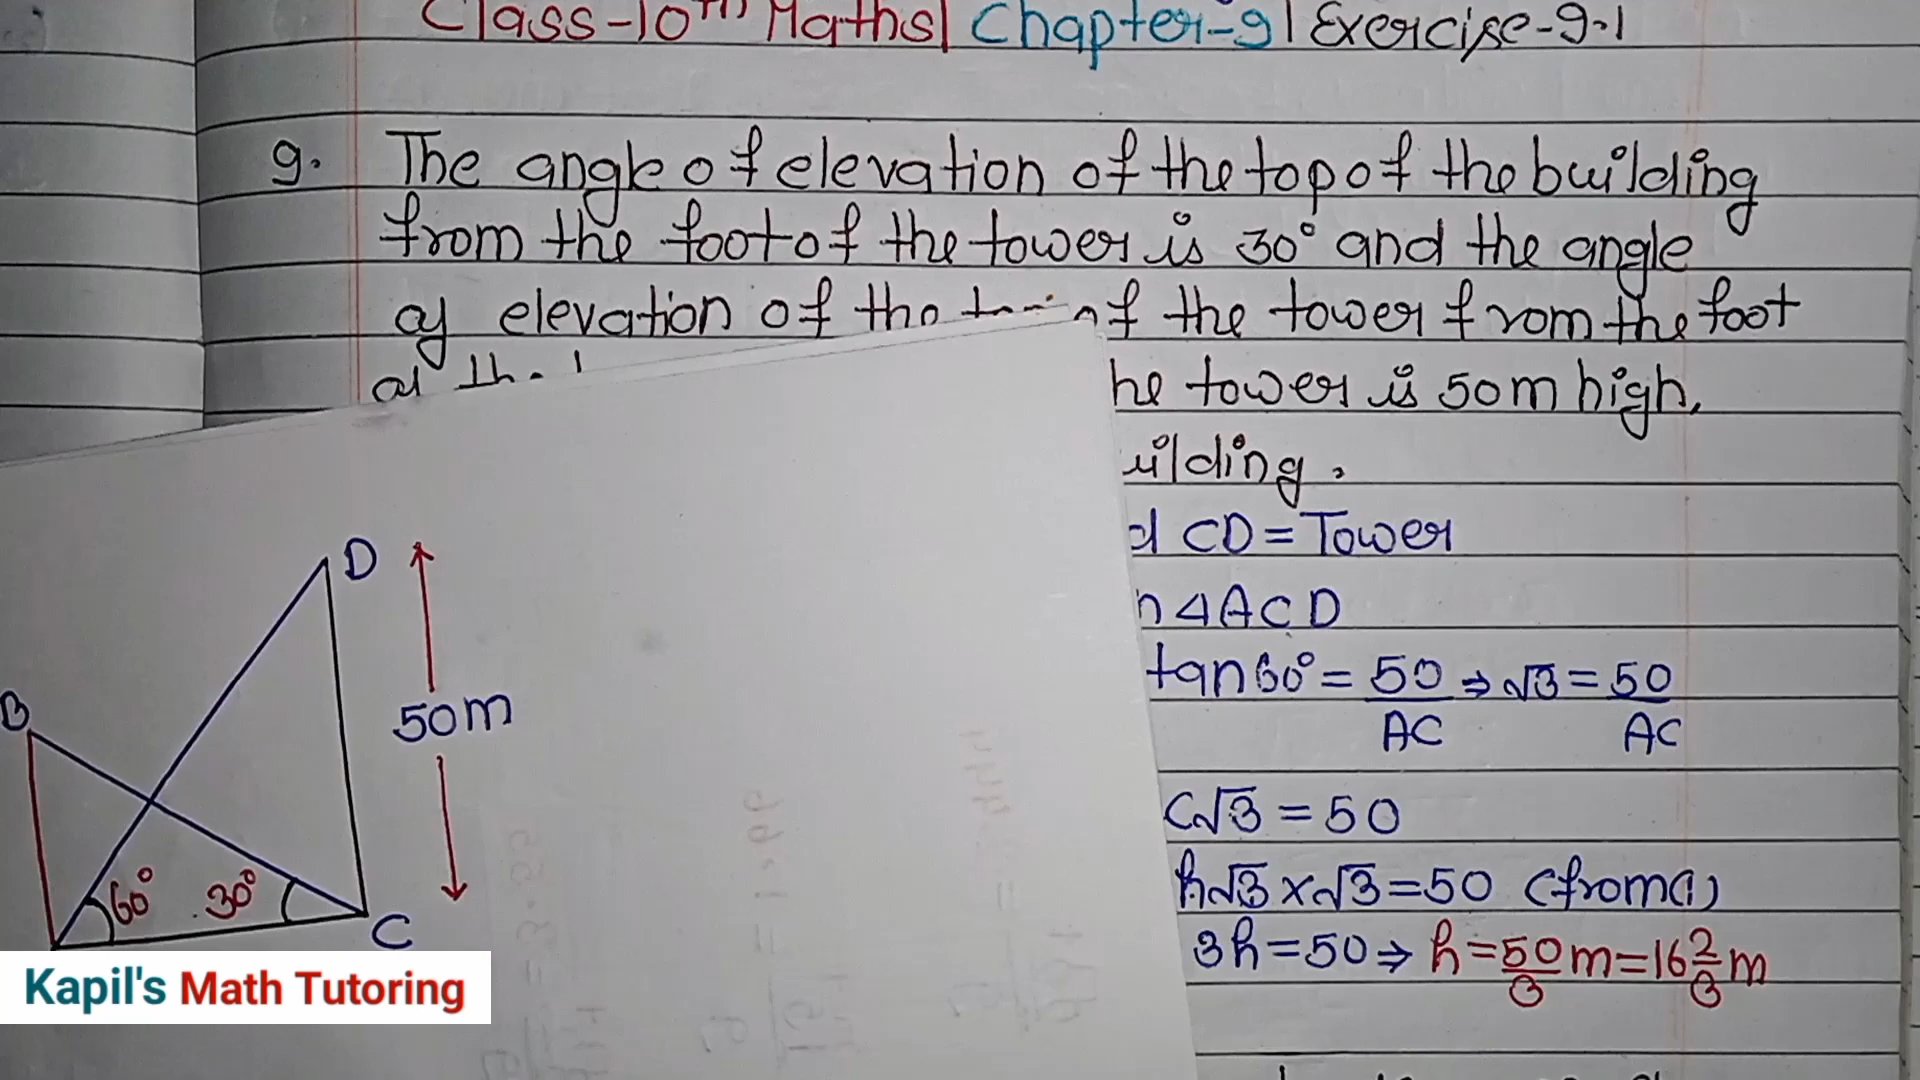 Class-10th Maths| Chapter-9| Exercise-9.1
9. The angle of elevation of the top of the building
from the foot of the tower is 30° and the angle
of elevation of the of the tower from the foot
the tower is 50m high.
CD = Tower
△ACD
tan60° = 50/AC ⇒ √3 = 50/AC
C√3 = 50
h√3 × √3 = 50 (from(1)
3h = 50 ⇒ h = 50/3 m = 16 2/3 m
D
50m
B
60° 30°
C
Kapil's Math Tutoring